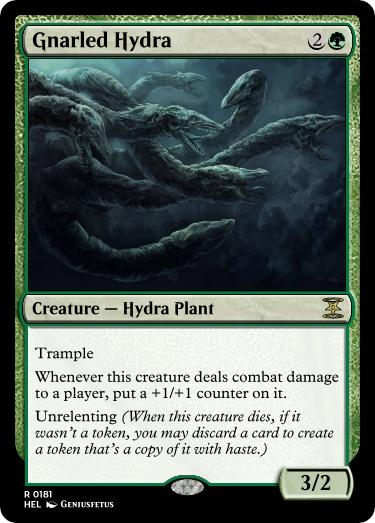 Gnarled Hydra 2
Creature — Hydra Plant
Trample
Whenever this creature deals combat damage
to a player, put a +1/+1 counter on it.
Unrelenting (When this creature dies, if it
wasn't a token, you may discard a card to create
a token that's a copy of it with haste.)
3/2
R 0181
HEL GENIUSFETUS